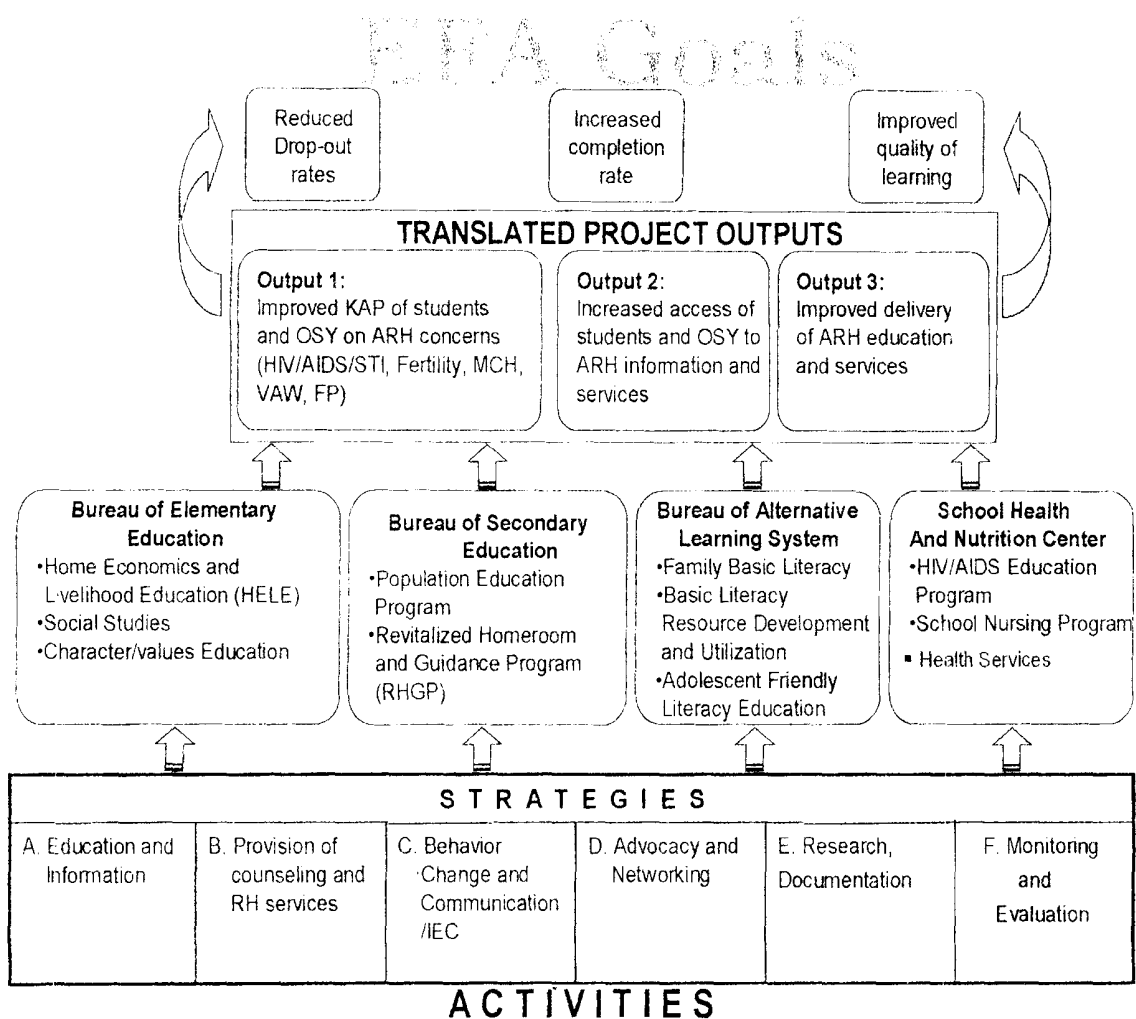 EFA Goals
Reduced
Drop-out
rates
Increased
completion
rate
Improved
quality of
learning
TRANSLATED PROJECT OUTPUTS
Output 1:
Improved KAP of students
and OSY on ARH concerns
(HIV/AIDS/STI, Fertility, MCH,
VAW, FP)
Output 2:
Increased access of
students and OSY to
ARH information and
services
Output 3:
Improved delivery
of ARH education
and services
Bureau of Elementary
Education
•Home Economics and
Livelihood Education (HELE)
•Social Studies
•Character/values Education
Bureau of Secondary
Education
•Population Education
Program
•Revitalized Homeroom
and Guidance Program
(RHGP)
Bureau of Alternative
Learning System
•Family Basic Literacy
•Basic Literacy
Resource Development
and Utilization
•Adolescent Friendly
Literacy Education
School Health
And Nutrition Center
•HIV/AIDS Education
Program
•School Nursing Program
▪ Health Services
STRATEGIES
A. Education and
Information
B. Provision of
counseling and
RH services
C. Behavior
Change and
Communication
/IEC
D. Advocacy and
Networking
E. Research,
Documentation
F. Monitoring
and
Evaluation
ACTIVITIES